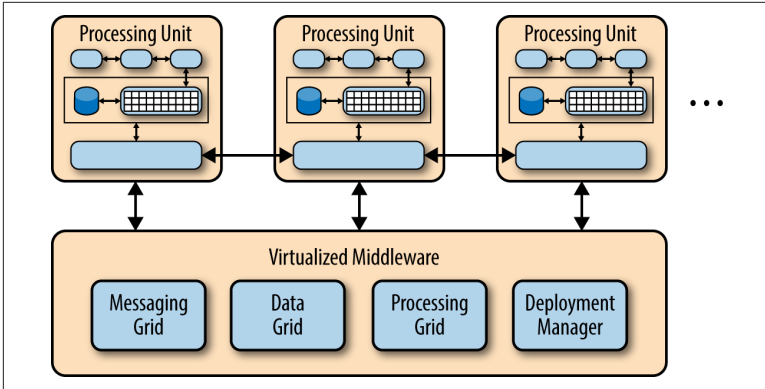 Processing Unit
Processing Unit
Processing Unit
...
Virtualized Middleware
Messaging
Grid
Data
Grid
Processing
Grid
Deployment
Manager